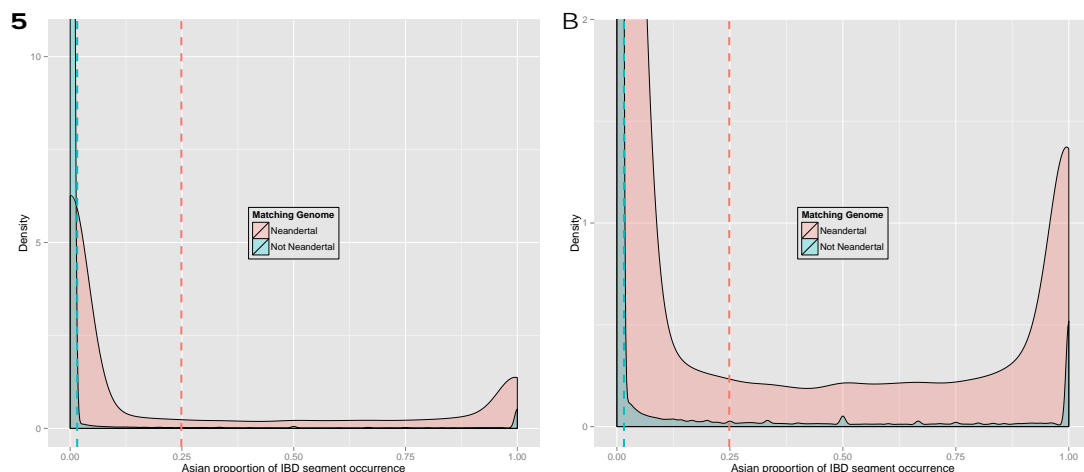 5
10
5
0
Density
0.00
0.25
0.50
0.75
1.00
Asian proportion of IBD segment occurrence
Matching Genome
Neandertal
Not Neandertal
B
2
1
0
Density
0.00
0.25
0.50
0.75
1.00
Asian proportion of IBD segment occurrence
Matching Genome
Neandertal
Not Neandertal